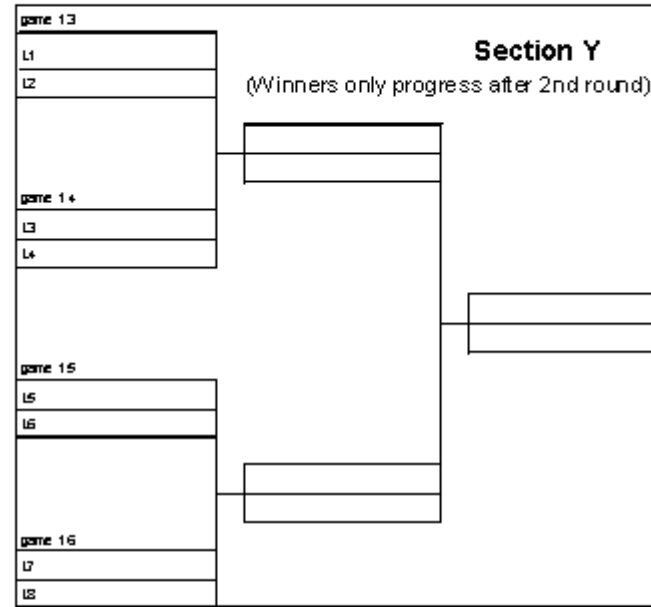 game 13
Section Y
L1
L2
(Winners only progress after 2nd round)
game 14
L3
L4
game 15
L5
L6
game 16
L7
L8